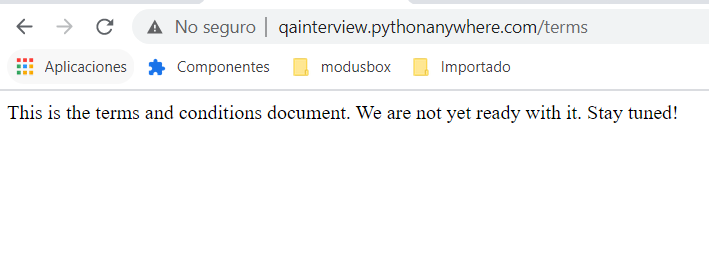 No seguro | qainterview.pythonanywhere.com/terms
Aplicaciones Componentes modusbox Importado
This is the terms and conditions document. We are not yet ready with it. Stay tuned!